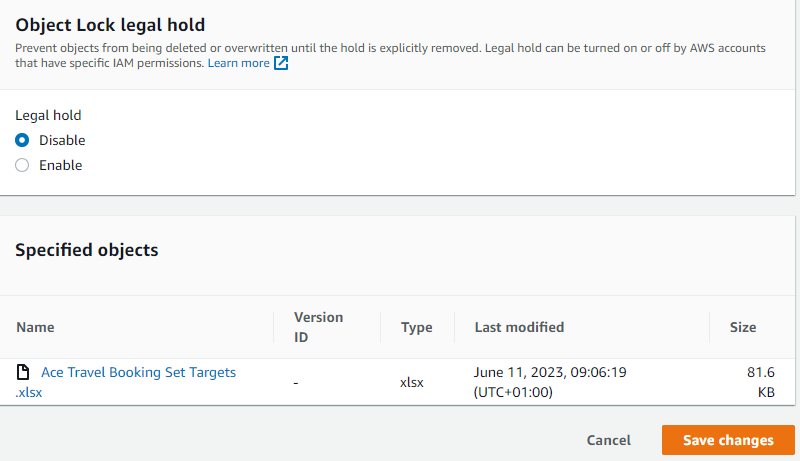 Object Lock legal hold
Prevent objects from being deleted or overwritten until the hold is explicitly removed. Legal hold can be turned on or off by AWS accounts
that have specific IAM permissions. Learn more
Legal hold
Disable
Enable
Specified objects
Name Version ID Type Last modified Size
Ace Travel Booking Set Targets
.xlsx
-
xlsx
June 11, 2023, 09:06:19
(UTC+01:00)
81.6
KB
Cancel Save changes